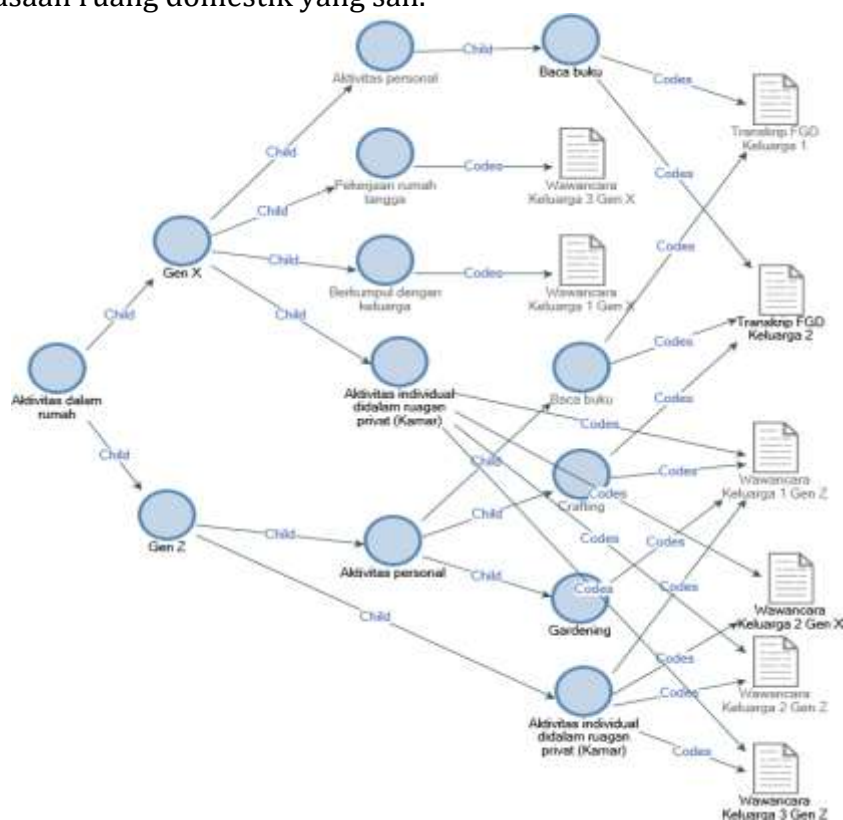 usaan ruang domestik yang sah.
Child
Aktivitas personal
Child
Baca buku
Codes
Transkrip FGD
Keluarga 1
Child
Pekerjaan rumah
tangga
Codes
Wawancara
Keluarga 3 Gen X
Codes
Gen X
Child
Berkumpul dengan
keluarga
Codes
Wawancara
Keluarga 1 Gen X
Codes
Transkrip FGD
Keluarga 2
Child
Child
Aktivitas dalam
rumah
Aktivitas individual
didalam ruagan
privat (Kamar)
Baca buku
Codes
Codes
Codes
Child
Child
Codes
Wawancara
Keluarga 1 Gen Z
Crafting
Codes
Gen Z
Child
Aktivitas personal
Child
Child
Codes
Codes
Codes
Gardening
Codes
Wawancara
Keluarga 2 Gen X
Child
Codes
Codes
Wawancara
Keluarga 2 Gen Z
Aktivitas individual
didalam ruagan
privat (Kamar)
Codes
Wawancara
Keluarga 3 Gen Z